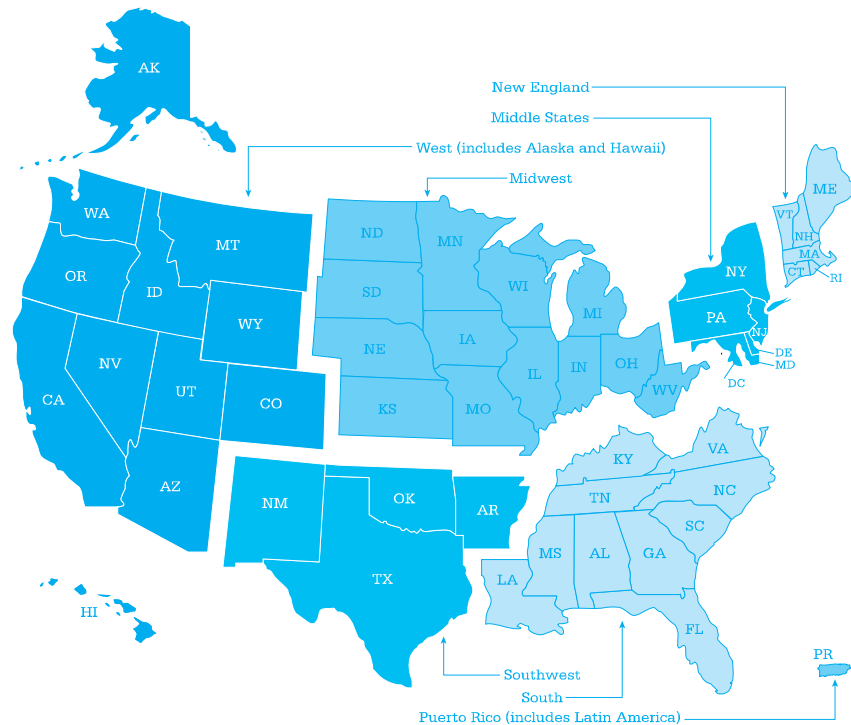 AK
New England
Middle States
West (includes Alaska and Hawaii)
Midwest
ME
WA
VT
ND
NH
MN
MT
MA
NY
CT
OR
RI
ID
SD
WI
MI
PA
WY
NJ
IA
NE
DE
NV
OH
MD
UT
IN
IL
DC
WV
CA
CO
KS
MO
VA
KY
AZ
NC
TN
OK
NM
AR
SC
MS
AL
GA
TX
LA
HI
FL
PR
Southwest
South
Puerto Rico (includes Latin America)